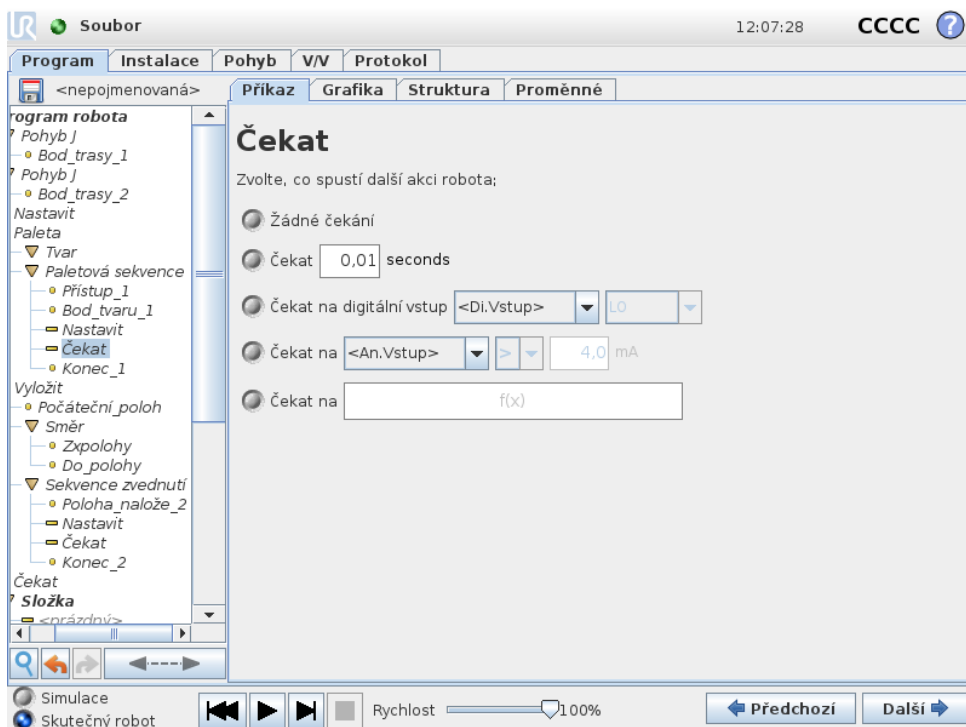 UR Soubor 12:07:28 CCCC ?
Program Instalace Pohyb V/V Protokol
<nepojmenovaná> Příkaz Grafika Struktura Proměnné
rogram robota
Pohyb J
Bod_trasy_1
Pohyb J
Bod_trasy_2
Nastavit
Paleta
Tvar
Paletová sekvence
Přístup_1
Bod_tvaru_1
Nastavit
Čekat
Konec_1
Vyložit
Počáteční_poloh
Směr
Zxpolohy
Do_polohy
Sekvence zvednutí
Poloha_nalože_2
Nastavit
Čekat
Konec_2
Čekat
Složka
<prázdný>
Čekat
Zvolte, co spustí další akci robota;
Žádné čekání
Čekat 0,01 seconds
Čekat na digitální vstup <Di.Vstup> LO
Čekat na <An.Vstup> > 4,0 mA
Čekat na f(x)
Simulace
Skutečný robot
Rychlost 100% Předchozí Další